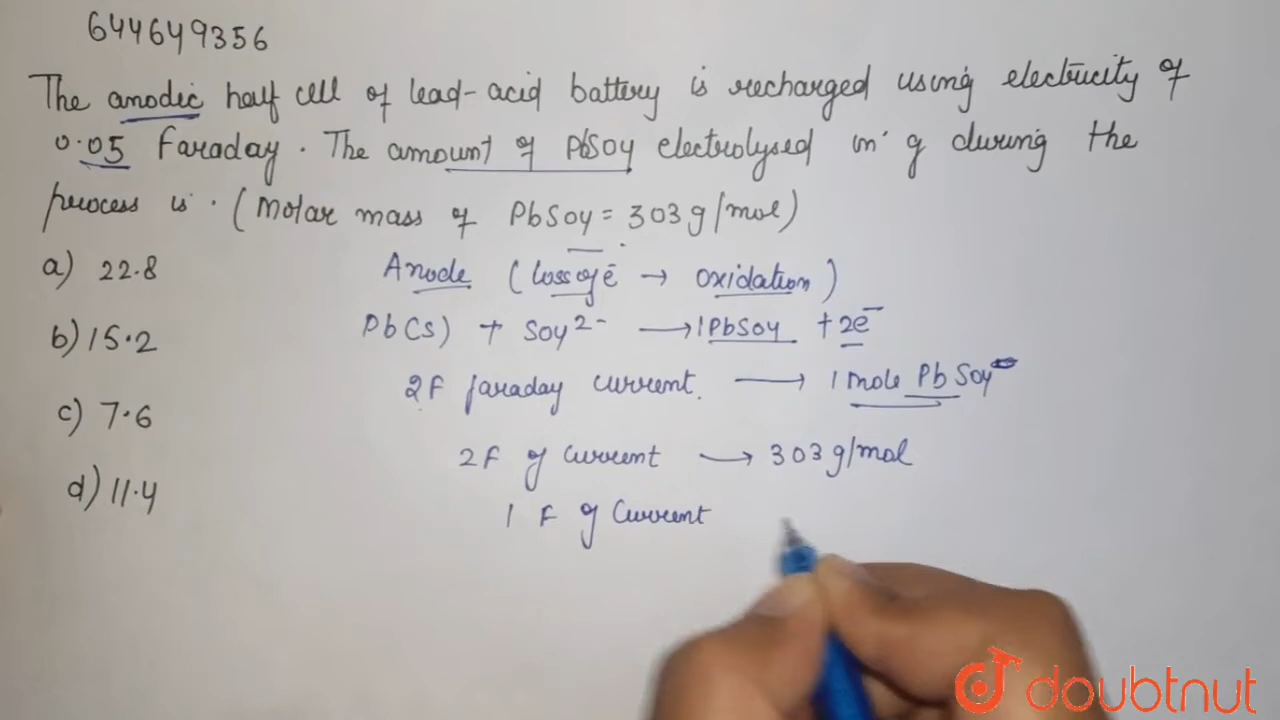 644649356
The anodic half cell of lead-acid battery is recharged using electricity of
0.05 Faraday. The amount of PbSO4 electrolysed in g during the
process is. (Molar mass of PbSO4 = 303 g/mol)
a) 22.8
b) 15.2
c) 7.6
d) 11.4
Anode (loss of ē → oxidation)
Pb(s) + SO4²⁻ → 1 PbSO4 + 2e⁻
2F faraday current. → 1 mole PbSO4
2F of current → 303 g/mol
1 F of Current
doubtnut